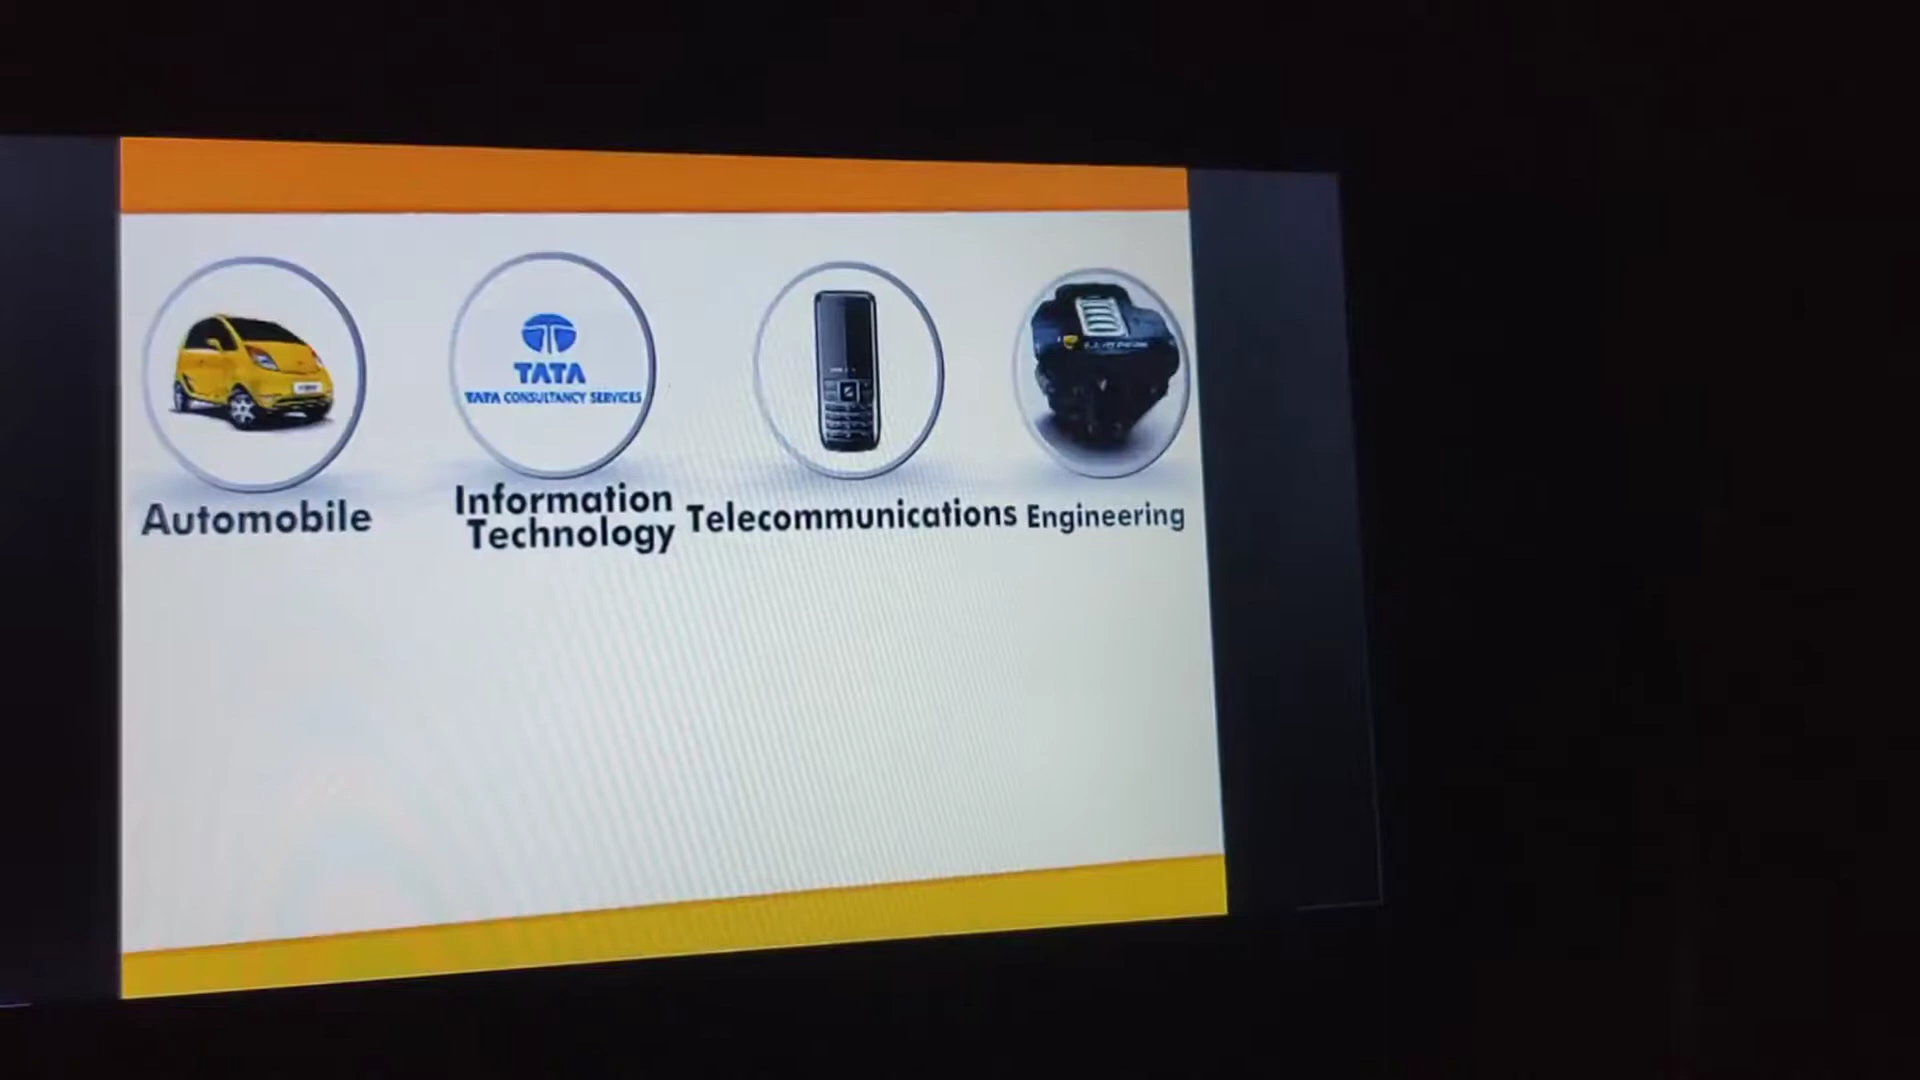 TATA
TATA CONSULTANCY SERVICES
Automobile
Information
Technology
Telecommunications
Engineering